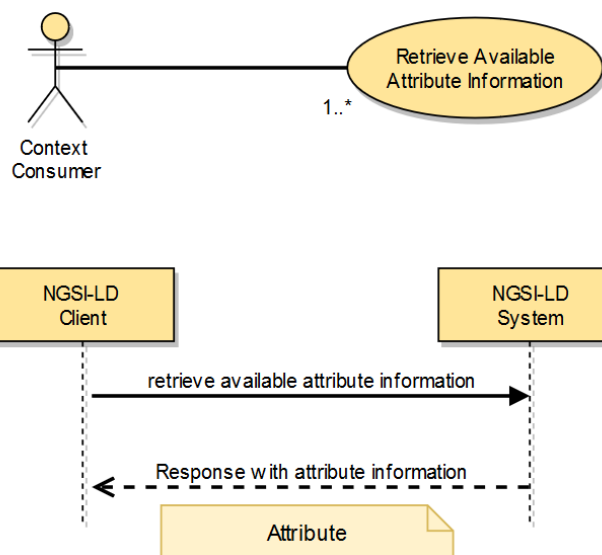 Retrieve Available
Attribute Information
1..*
Context
Consumer
NGSI-LD
Client
NGSI-LD
System
retrieve available attribute information
Response with attribute information
Attribute